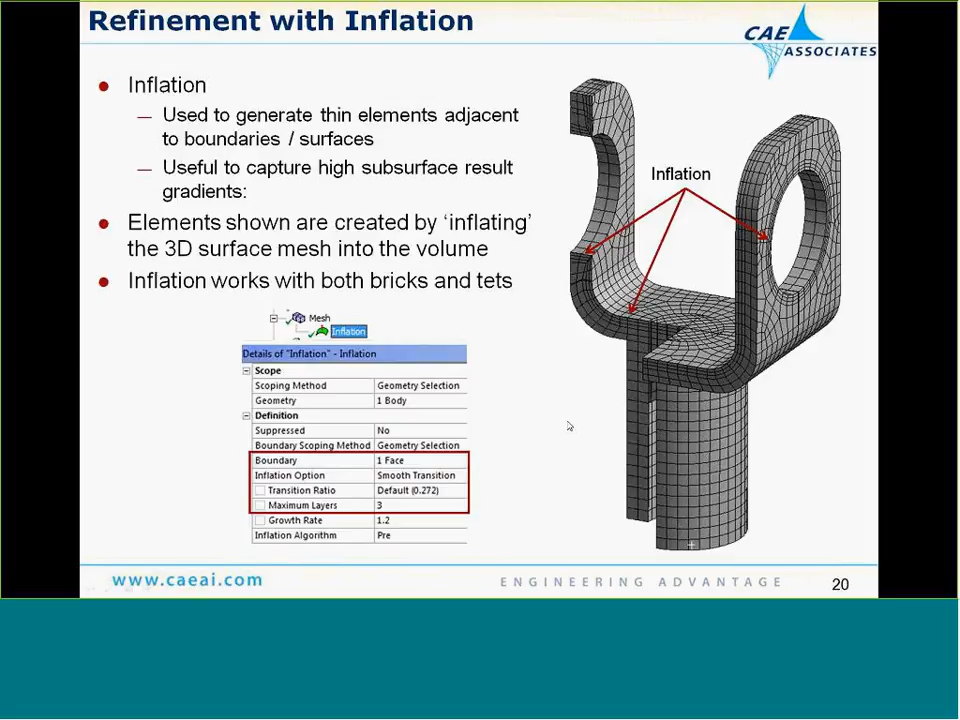 Refinement with Inflation
CAE
ASSOCIATES
● Inflation
— Used to generate thin elements adjacent
to boundaries / surfaces
— Useful to capture high subsurface result
gradients:
● Elements shown are created by ‘inflating’
the 3D surface mesh into the volume
● Inflation works with both bricks and tets
Inflation
Mesh
Inflation
Details of "Inflation" - Inflation
Scope
Scoping Method Geometry Selection
Geometry 1 Body
Definition
Suppressed No
Boundary Scoping Method Geometry Selection
Boundary 1 Face
Inflation Option Smooth Transition
Transition Ratio Default (0.272)
Maximum Layers 3
Growth Rate 1.2
Inflation Algorithm Pre
www.caeai.com
ENGINEERING ADVANTAGE
20